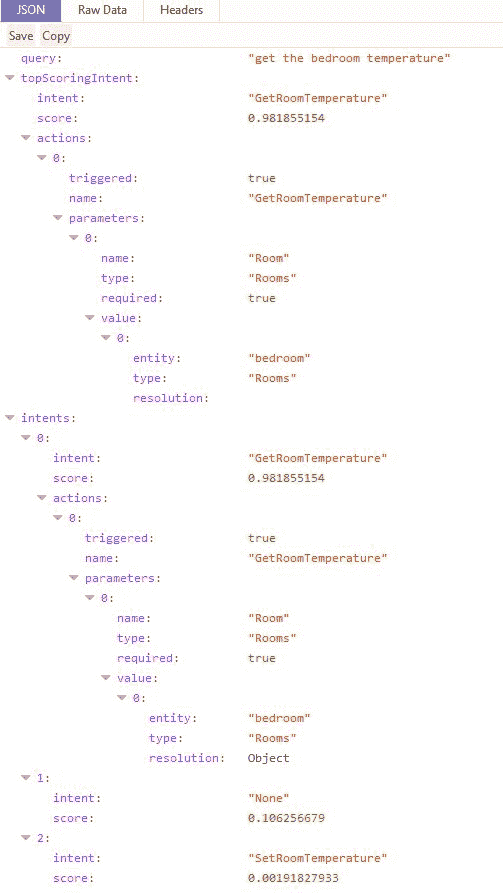 JSON Raw Data Headers
Save Copy
query: "get the bedroom temperature"
topScoringIntent:
intent: "GetRoomTemperature"
score: 0.981855154
actions:
0:
triggered: true
name: "GetRoomTemperature"
parameters:
0:
name: "Room"
type: "Rooms"
required: true
value:
0:
entity: "bedroom"
type: "Rooms"
resolution:
intents:
0:
intent: "GetRoomTemperature"
score: 0.981855154
actions:
0:
triggered: true
name: "GetRoomTemperature"
parameters:
0:
name: "Room"
type: "Rooms"
required: true
value:
0:
entity: "bedroom"
type: "Rooms"
resolution: Object
1:
intent: "None"
score: 0.106256679
2:
intent: "SetRoomTemperature"
score: 0.00191827933